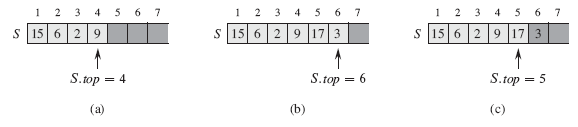 1 2 3 4 5 6 7
S 15 6 2 9
S.top = 4
(a)
1 2 3 4 5 6 7
S 15 6 2 9 17 3
S.top = 6
(b)
1 2 3 4 5 6 7
S 15 6 2 9 17 3
S.top = 5
(c)